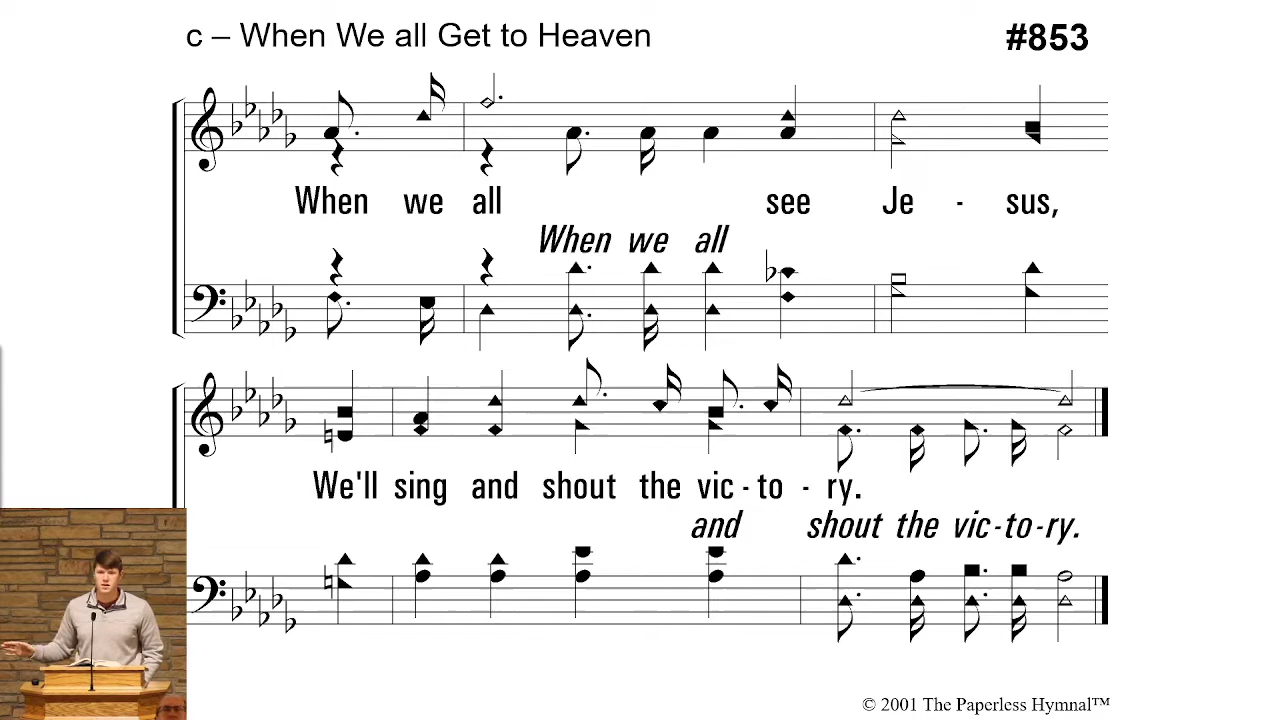 c – When We all Get to Heaven
#853
When we all see Je - sus,
When we all
We'll sing and shout the vic - to - ry.
and shout the vic-to-ry.
© 2001 The Paperless Hymnal™